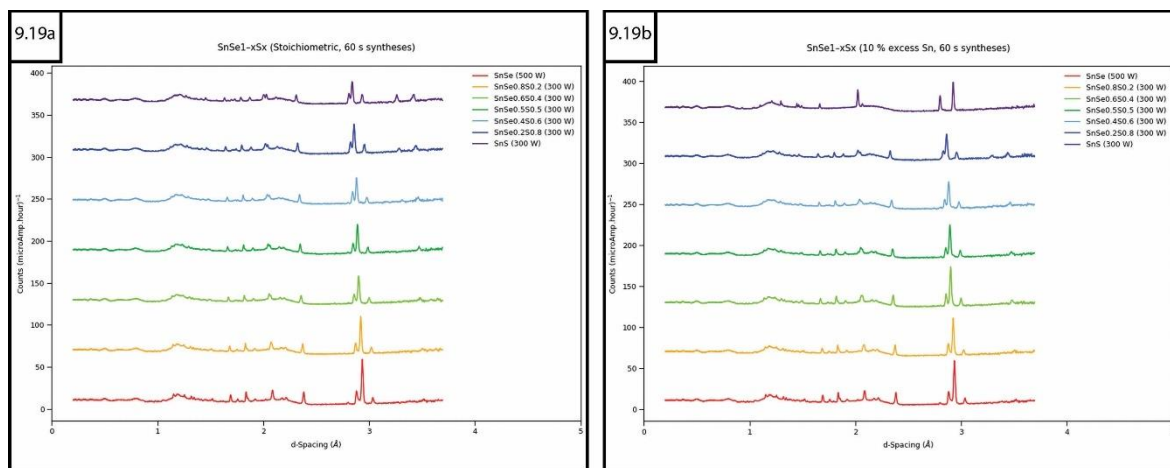 9.19a
SnSe1–xSx (Stoichiometric, 60 s syntheses)
400
350
300
250
200
150
100
50
0
Counts (microAmp.hour)⁻¹
SnSe (500 W)
SnSe0.8S0.2 (300 W)
SnSe0.6S0.4 (300 W)
SnSe0.5S0.5 (300 W)
SnSe0.4S0.6 (300 W)
SnSe0.2S0.8 (300 W)
SnS (300 W)
0 1 2 3 4 5
d-Spacing (Å)
9.19b
SnSe1–xSx (10 % excess Sn, 60 s syntheses)
400
350
300
250
200
150
100
50
0
Counts (microAmp.hour)⁻¹
SnSe (500 W)
SnSe0.8S0.2 (300 W)
SnSe0.6S0.4 (300 W)
SnSe0.5S0.5 (300 W)
SnSe0.4S0.6 (300 W)
SnSe0.2S0.8 (300 W)
SnS (300 W)
0 1 2 3 4
d-Spacing (Å)